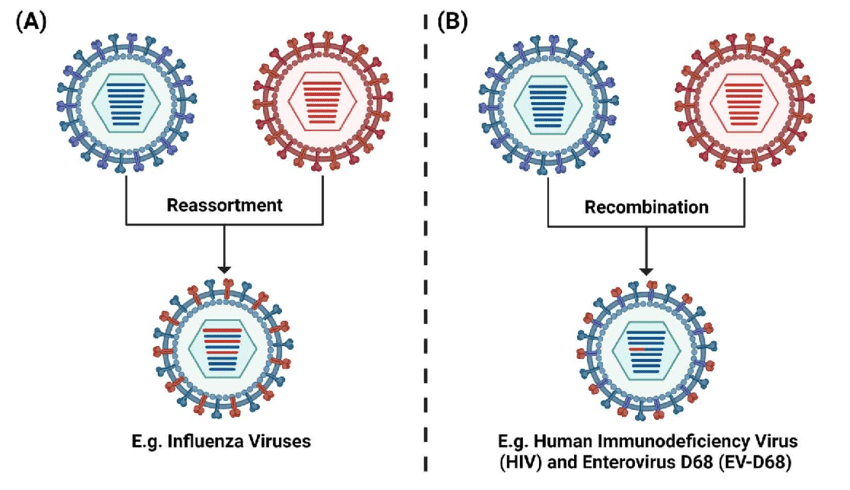 (A)
Reassortment
E.g. Influenza Viruses
(B)
Recombination
E.g. Human Immunodeficiency Virus
(HIV) and Enterovirus D68 (EV-D68)